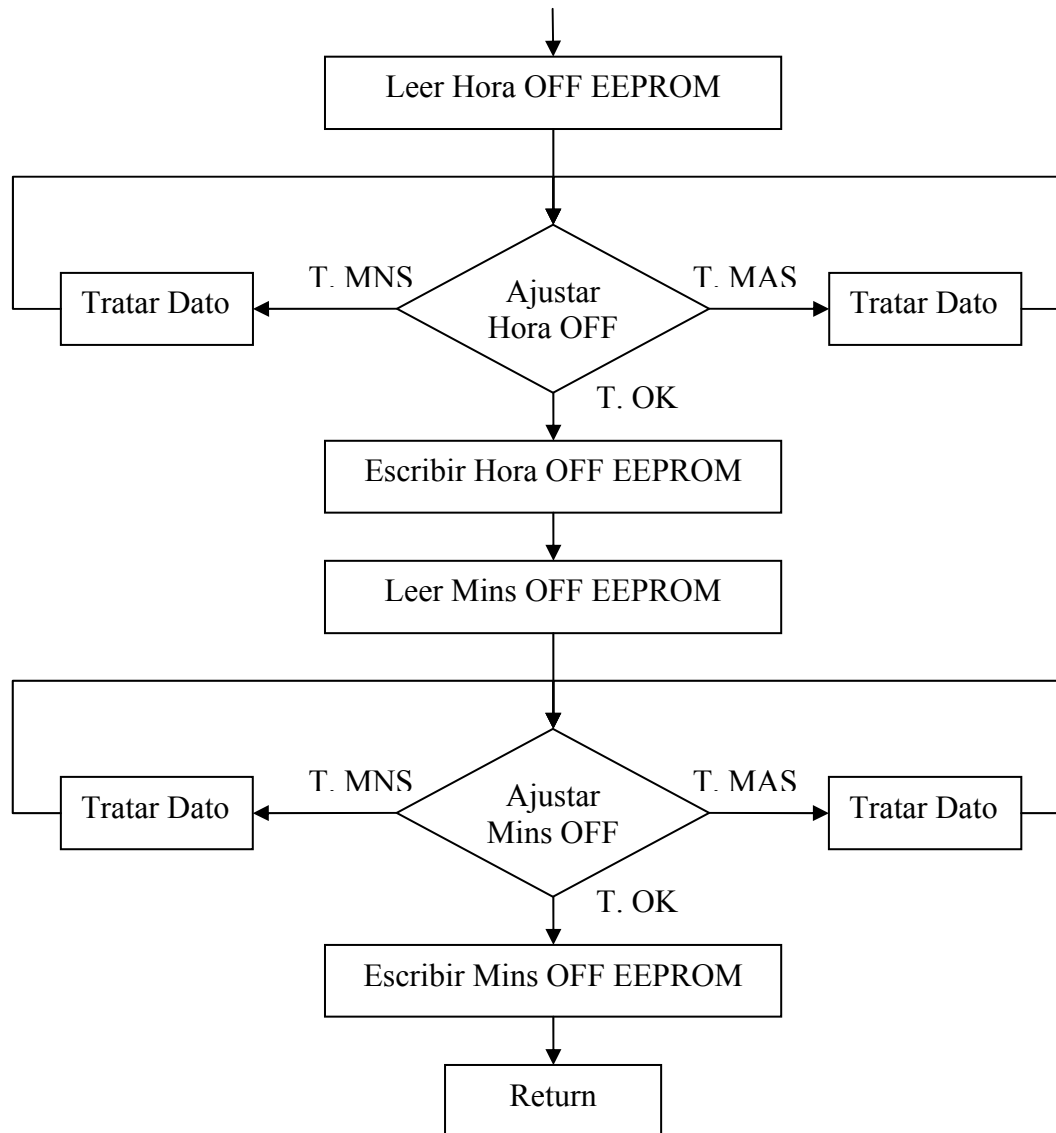 Leer Hora OFF EEPROM
T. MNS
T. MAS
Tratar Dato
Ajustar
Hora OFF
Tratar Dato
T. OK
Escribir Hora OFF EEPROM
Leer Mins OFF EEPROM
T. MNS
T. MAS
Tratar Dato
Ajustar
Mins OFF
Tratar Dato
T. OK
Escribir Mins OFF EEPROM
Return